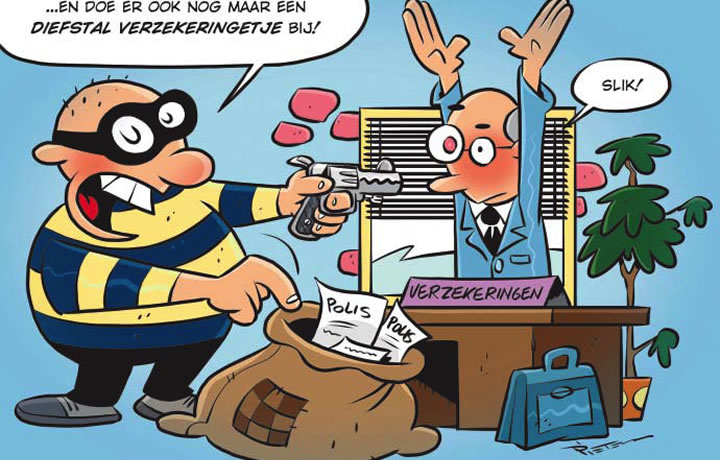 ...EN DOE ER OOK NOG MAAR EEN
DIEFSTAL VERZEKERINGETJE BIJ!
SLIK!
POLIS
POLIS
VERZEKERINGEN